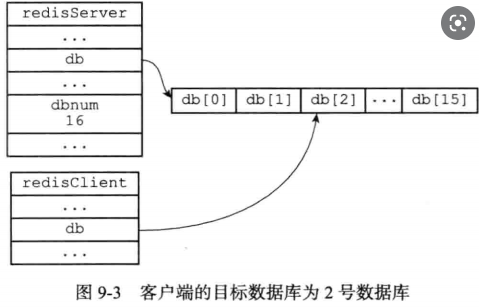 redisServer
...
db
...
dbnum
16
...
db[0] db[1] db[2] ... db[15]
redisClient
...
db
...
图 9-3 客户端的目标数据库为 2 号数据库